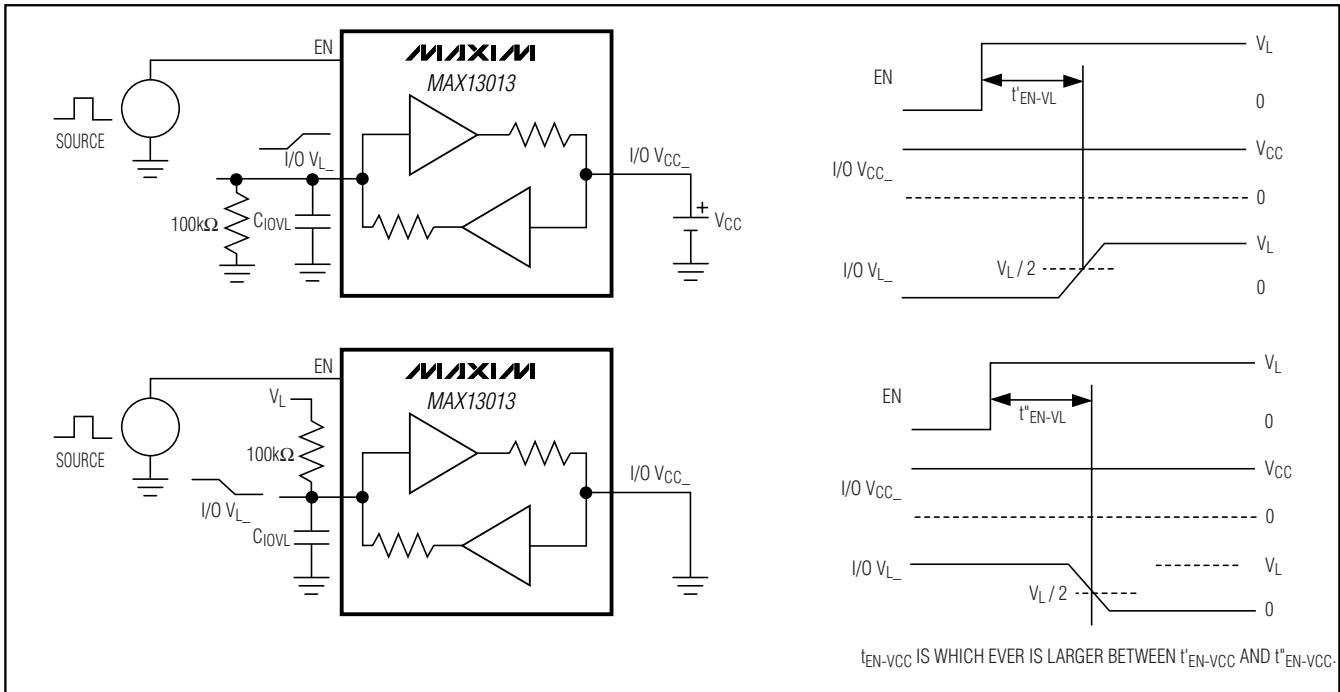 EN
MAXIM
MAX13013
SOURCE
I/O VL_
100kΩ
CIOVL
I/O VCC_
+
VCC
EN
t'EN-VL
VL
0
I/O VCC_
VCC
0
I/O VL_
VL / 2
VL
0
EN
MAXIM
MAX13013
SOURCE
VL
100kΩ
I/O VL_
CIOVL
I/O VCC_
EN
t"EN-VL
VL
0
I/O VCC_
VCC
0
I/O VL_
VL / 2
VL
0
tEN-VCC IS WHICH EVER IS LARGER BETWEEN t'EN-VCC AND t"EN-VCC.